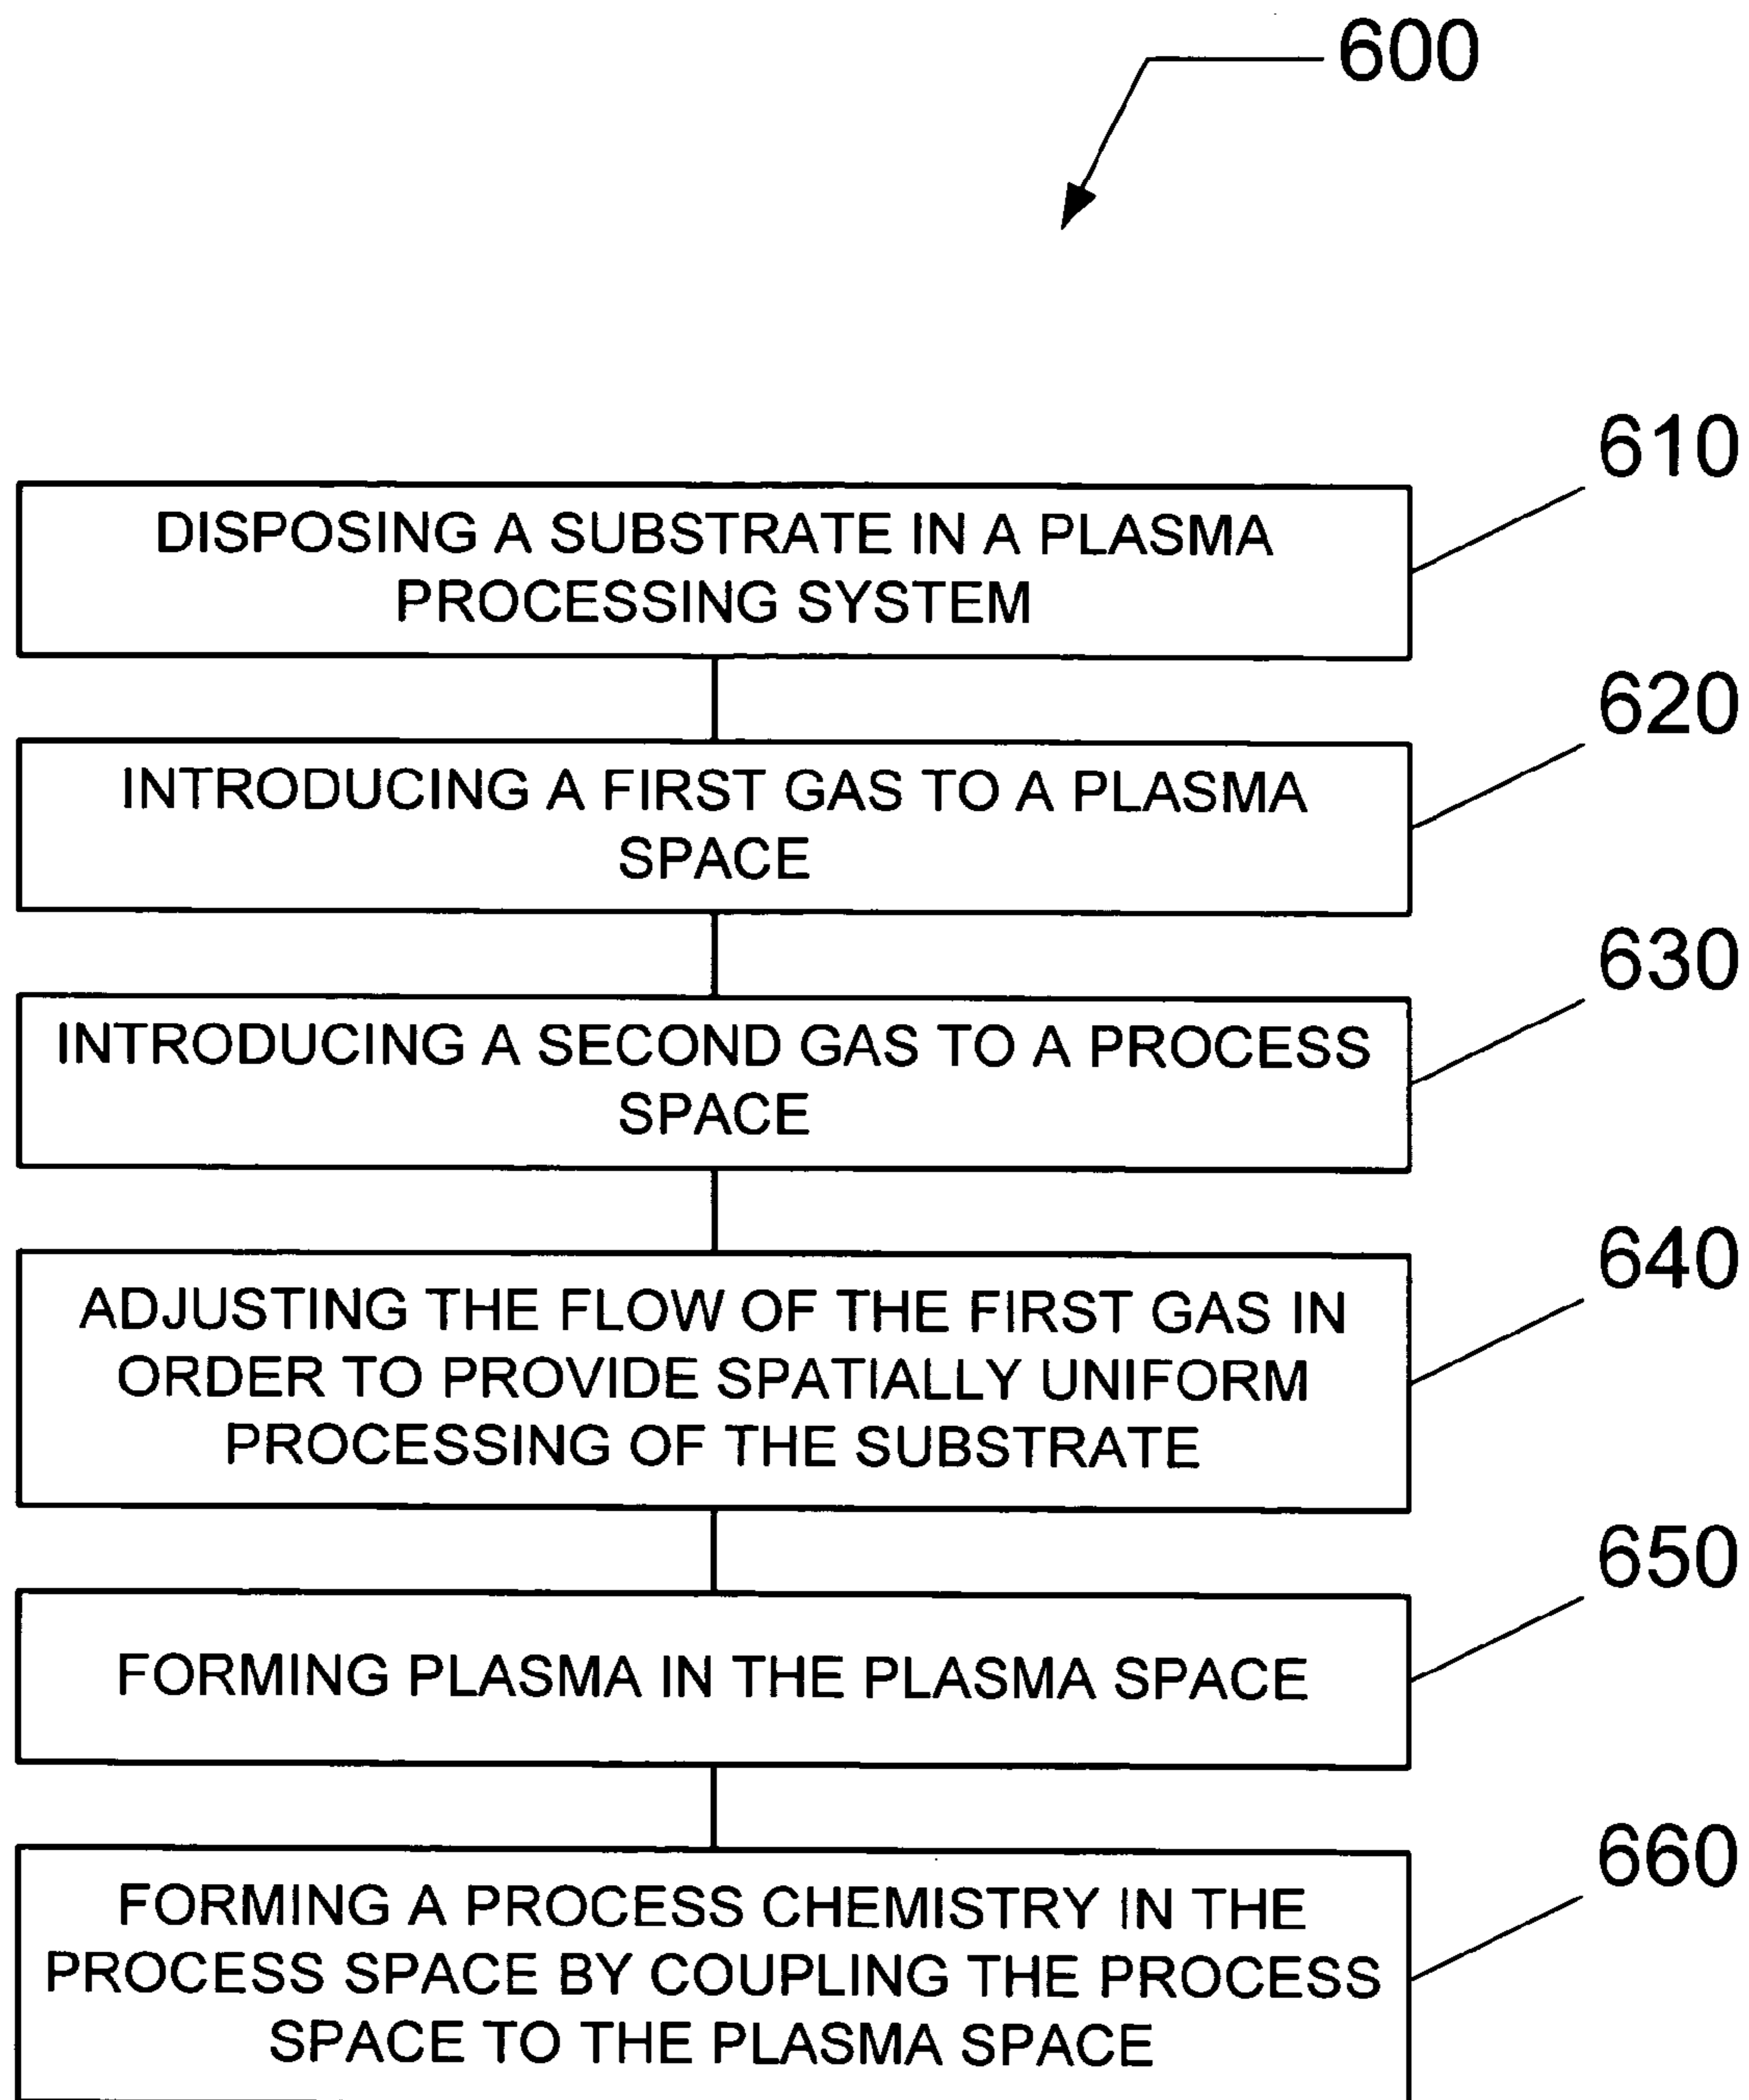 600
610
DISPOSING A SUBSTRATE IN A PLASMA
PROCESSING SYSTEM
620
INTRODUCING A FIRST GAS TO A PLASMA
SPACE
630
INTRODUCING A SECOND GAS TO A PROCESS
SPACE
640
ADJUSTING THE FLOW OF THE FIRST GAS IN
ORDER TO PROVIDE SPATIALLY UNIFORM
PROCESSING OF THE SUBSTRATE
650
FORMING PLASMA IN THE PLASMA SPACE
660
FORMING A PROCESS CHEMISTRY IN THE
PROCESS SPACE BY COUPLING THE PROCESS
SPACE TO THE PLASMA SPACE